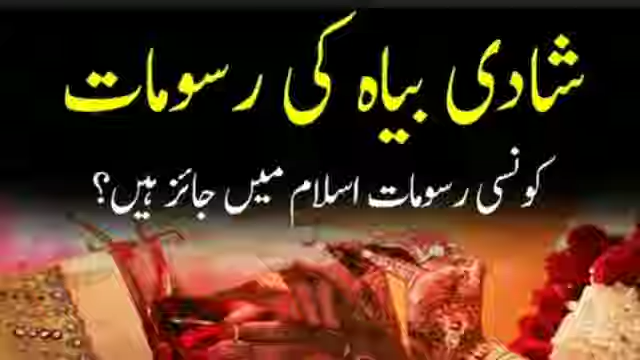 شادی بیاہ کی رسومات
کونسی رسومات اسلام میں جائز ہیں؟